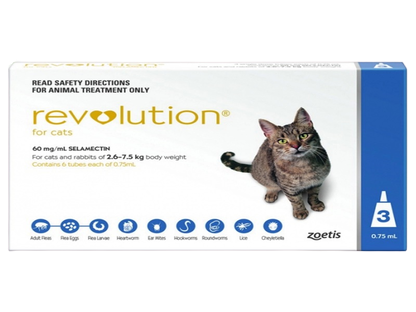 READ SAFETY DIRECTIONS
FOR ANIMAL TREATMENT ONLY
revolution®
for cats
60 mg/mL SELAMECTIN
For cats and rabbits of 2.6–7.5 kg body weight
Contains 6 tubes each of 0.75mL
3
0.75 mL
Adult Fleas Flea Eggs Flea Larvae Heartworm Ear Mites Hookworms Roundworms Lice Cheyletiella
zoetis